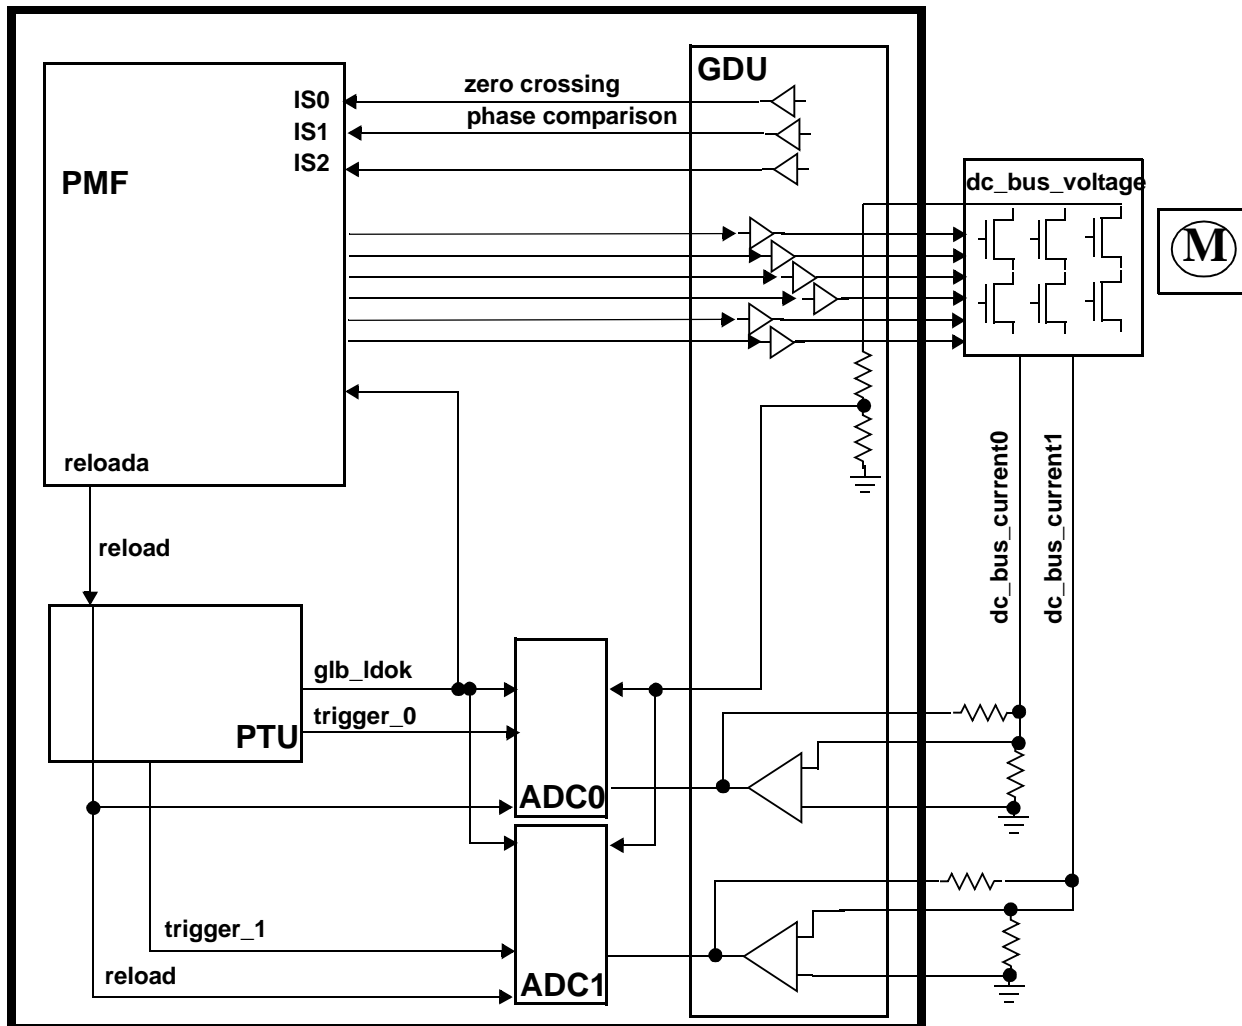 GDU
zero crossing
IS0
phase comparison
IS1
IS2
PMF
dc_bus_voltage
M
reloada
dc_bus_current0
dc_bus_current1
reload
glb_ldok
trigger_0
PTU
ADC0
trigger_1
reload
ADC1